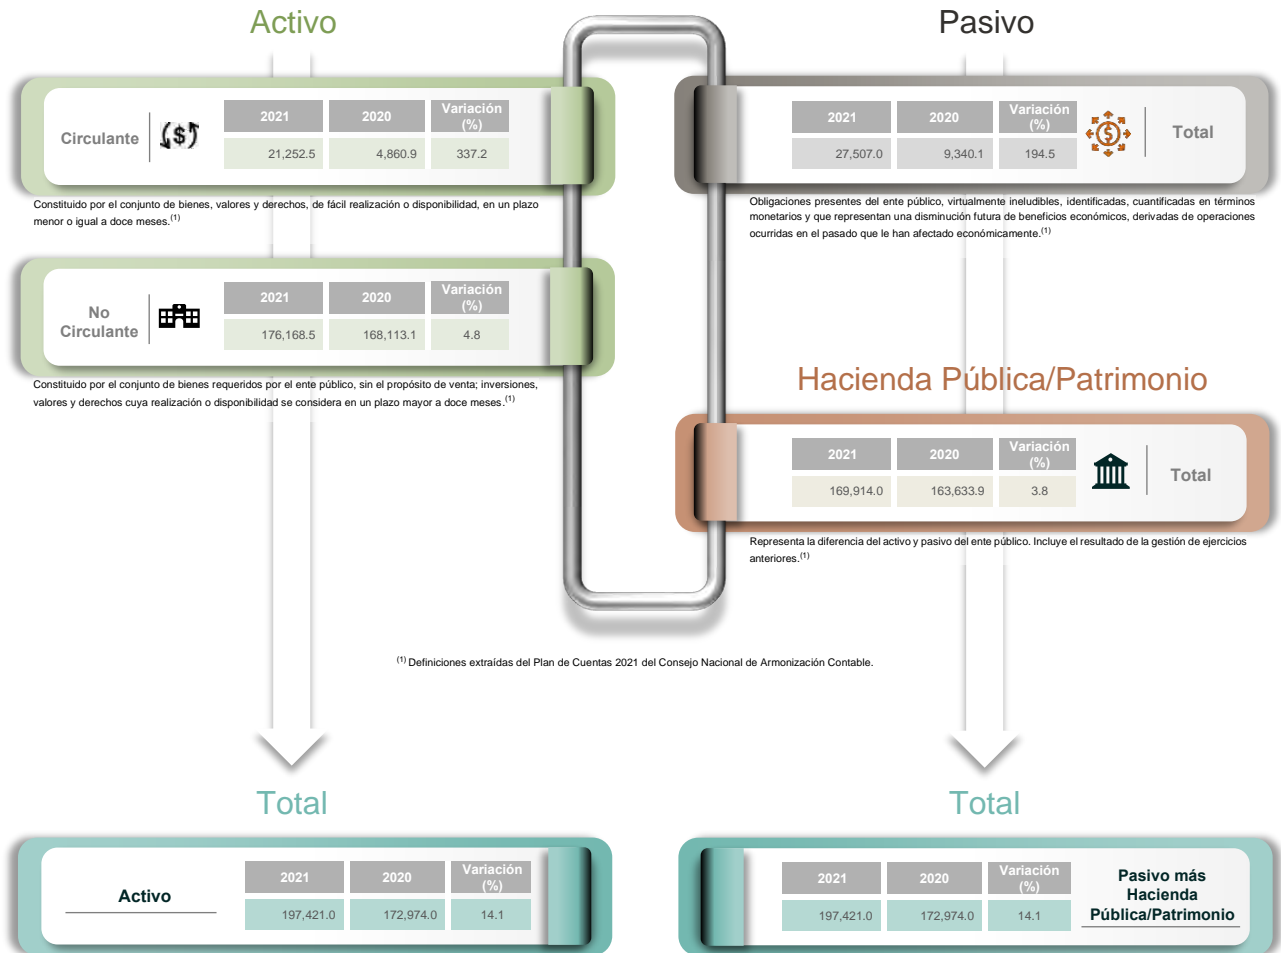 Activo
Circulante
2021 2020 Variación (%)
21,252.5 4,860.9 337.2
Constituido por el conjunto de bienes, valores y derechos, de fácil realización o disponibilidad, en un plazo
menor o igual a doce meses.(1)
No
Circulante
2021 2020 Variación (%)
176,168.5 168,113.1 4.8
Constituido por el conjunto de bienes requeridos por el ente público, sin el propósito de venta; inversiones,
valores y derechos cuya realización o disponibilidad se considera en un plazo mayor a doce meses.(1)
Pasivo
2021 2020 Variación (%)
27,507.0 9,340.1 194.5
Total
Obligaciones presentes del ente público, virtualmente ineludibles, identificadas, cuantificadas en términos
monetarios y que representan una disminución futura de beneficios económicos, derivadas de operaciones
ocurridas en el pasado que le han afectado económicamente.(1)
Hacienda Pública/Patrimonio
2021 2020 Variación (%)
169,914.0 163,633.9 3.8
Total
Representa la diferencia del activo y pasivo del ente público. Incluye el resultado de la gestión de ejercicios
anteriores.(1)
(1) Definiciones extraídas del Plan de Cuentas 2021 del Consejo Nacional de Armonización Contable.
Total
Activo
2021 2020 Variación (%)
197,421.0 172,974.0 14.1
Total
2021 2020 Variación (%)
197,421.0 172,974.0 14.1
Pasivo más
Hacienda
Pública/Patrimonio